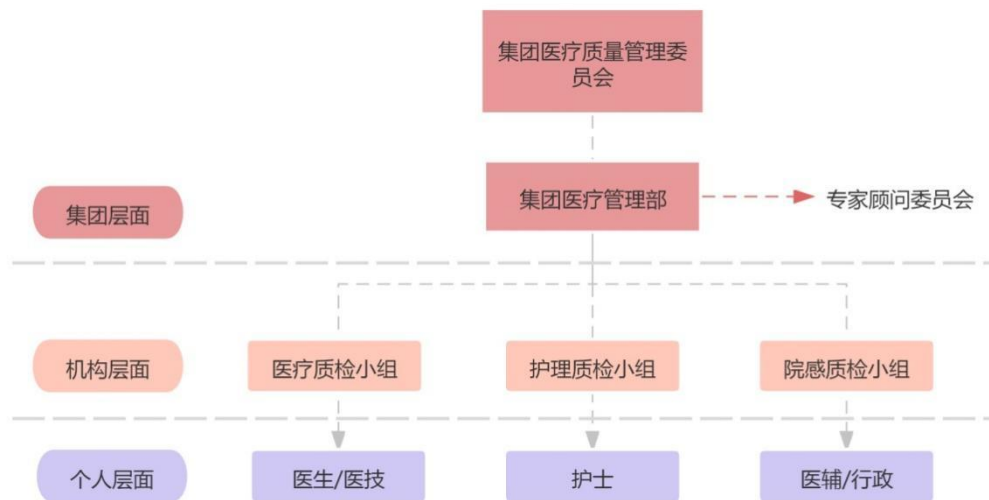 集团医疗质量管理委
员会
集团层面
集团医疗管理部
专家顾问委员会
机构层面
医疗质检小组
护理质检小组
院感质检小组
个人层面
医生/医技
护士
医辅/行政